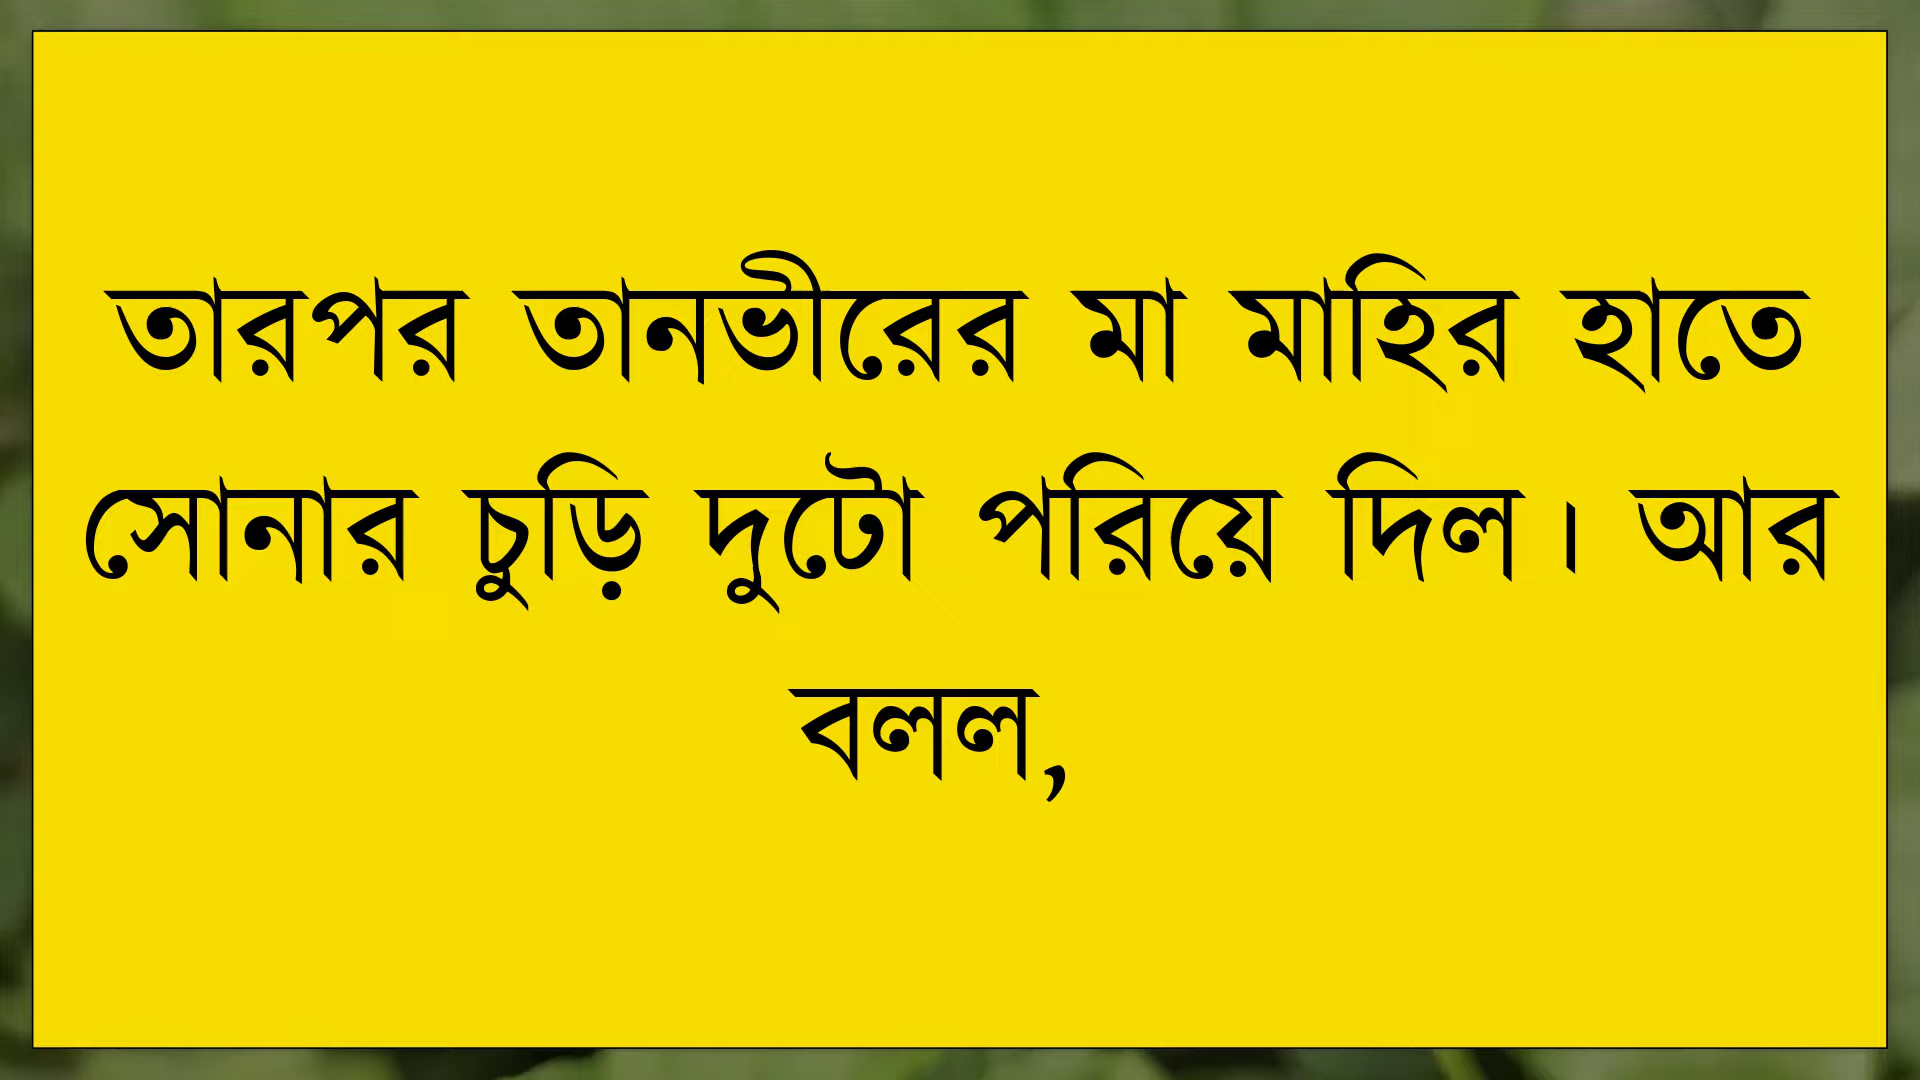 তারপর তানভীরের মা মাহির হাতে
সোনার চুড়ি দুটো পরিয়ে দিল। আর
বলল,